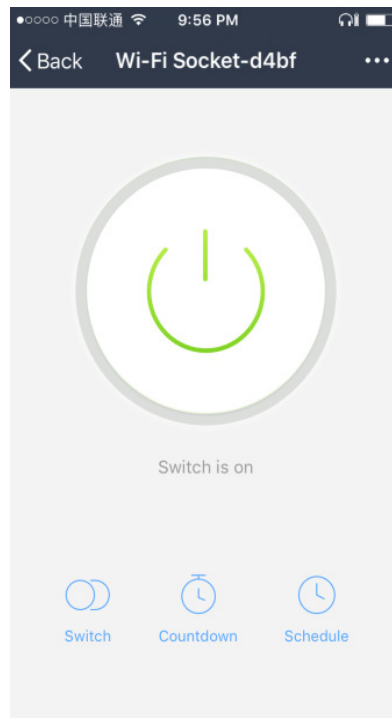 中国联通 9:56 PM
Back Wi-Fi Socket-d4bf
Switch is on
Switch Countdown Schedule